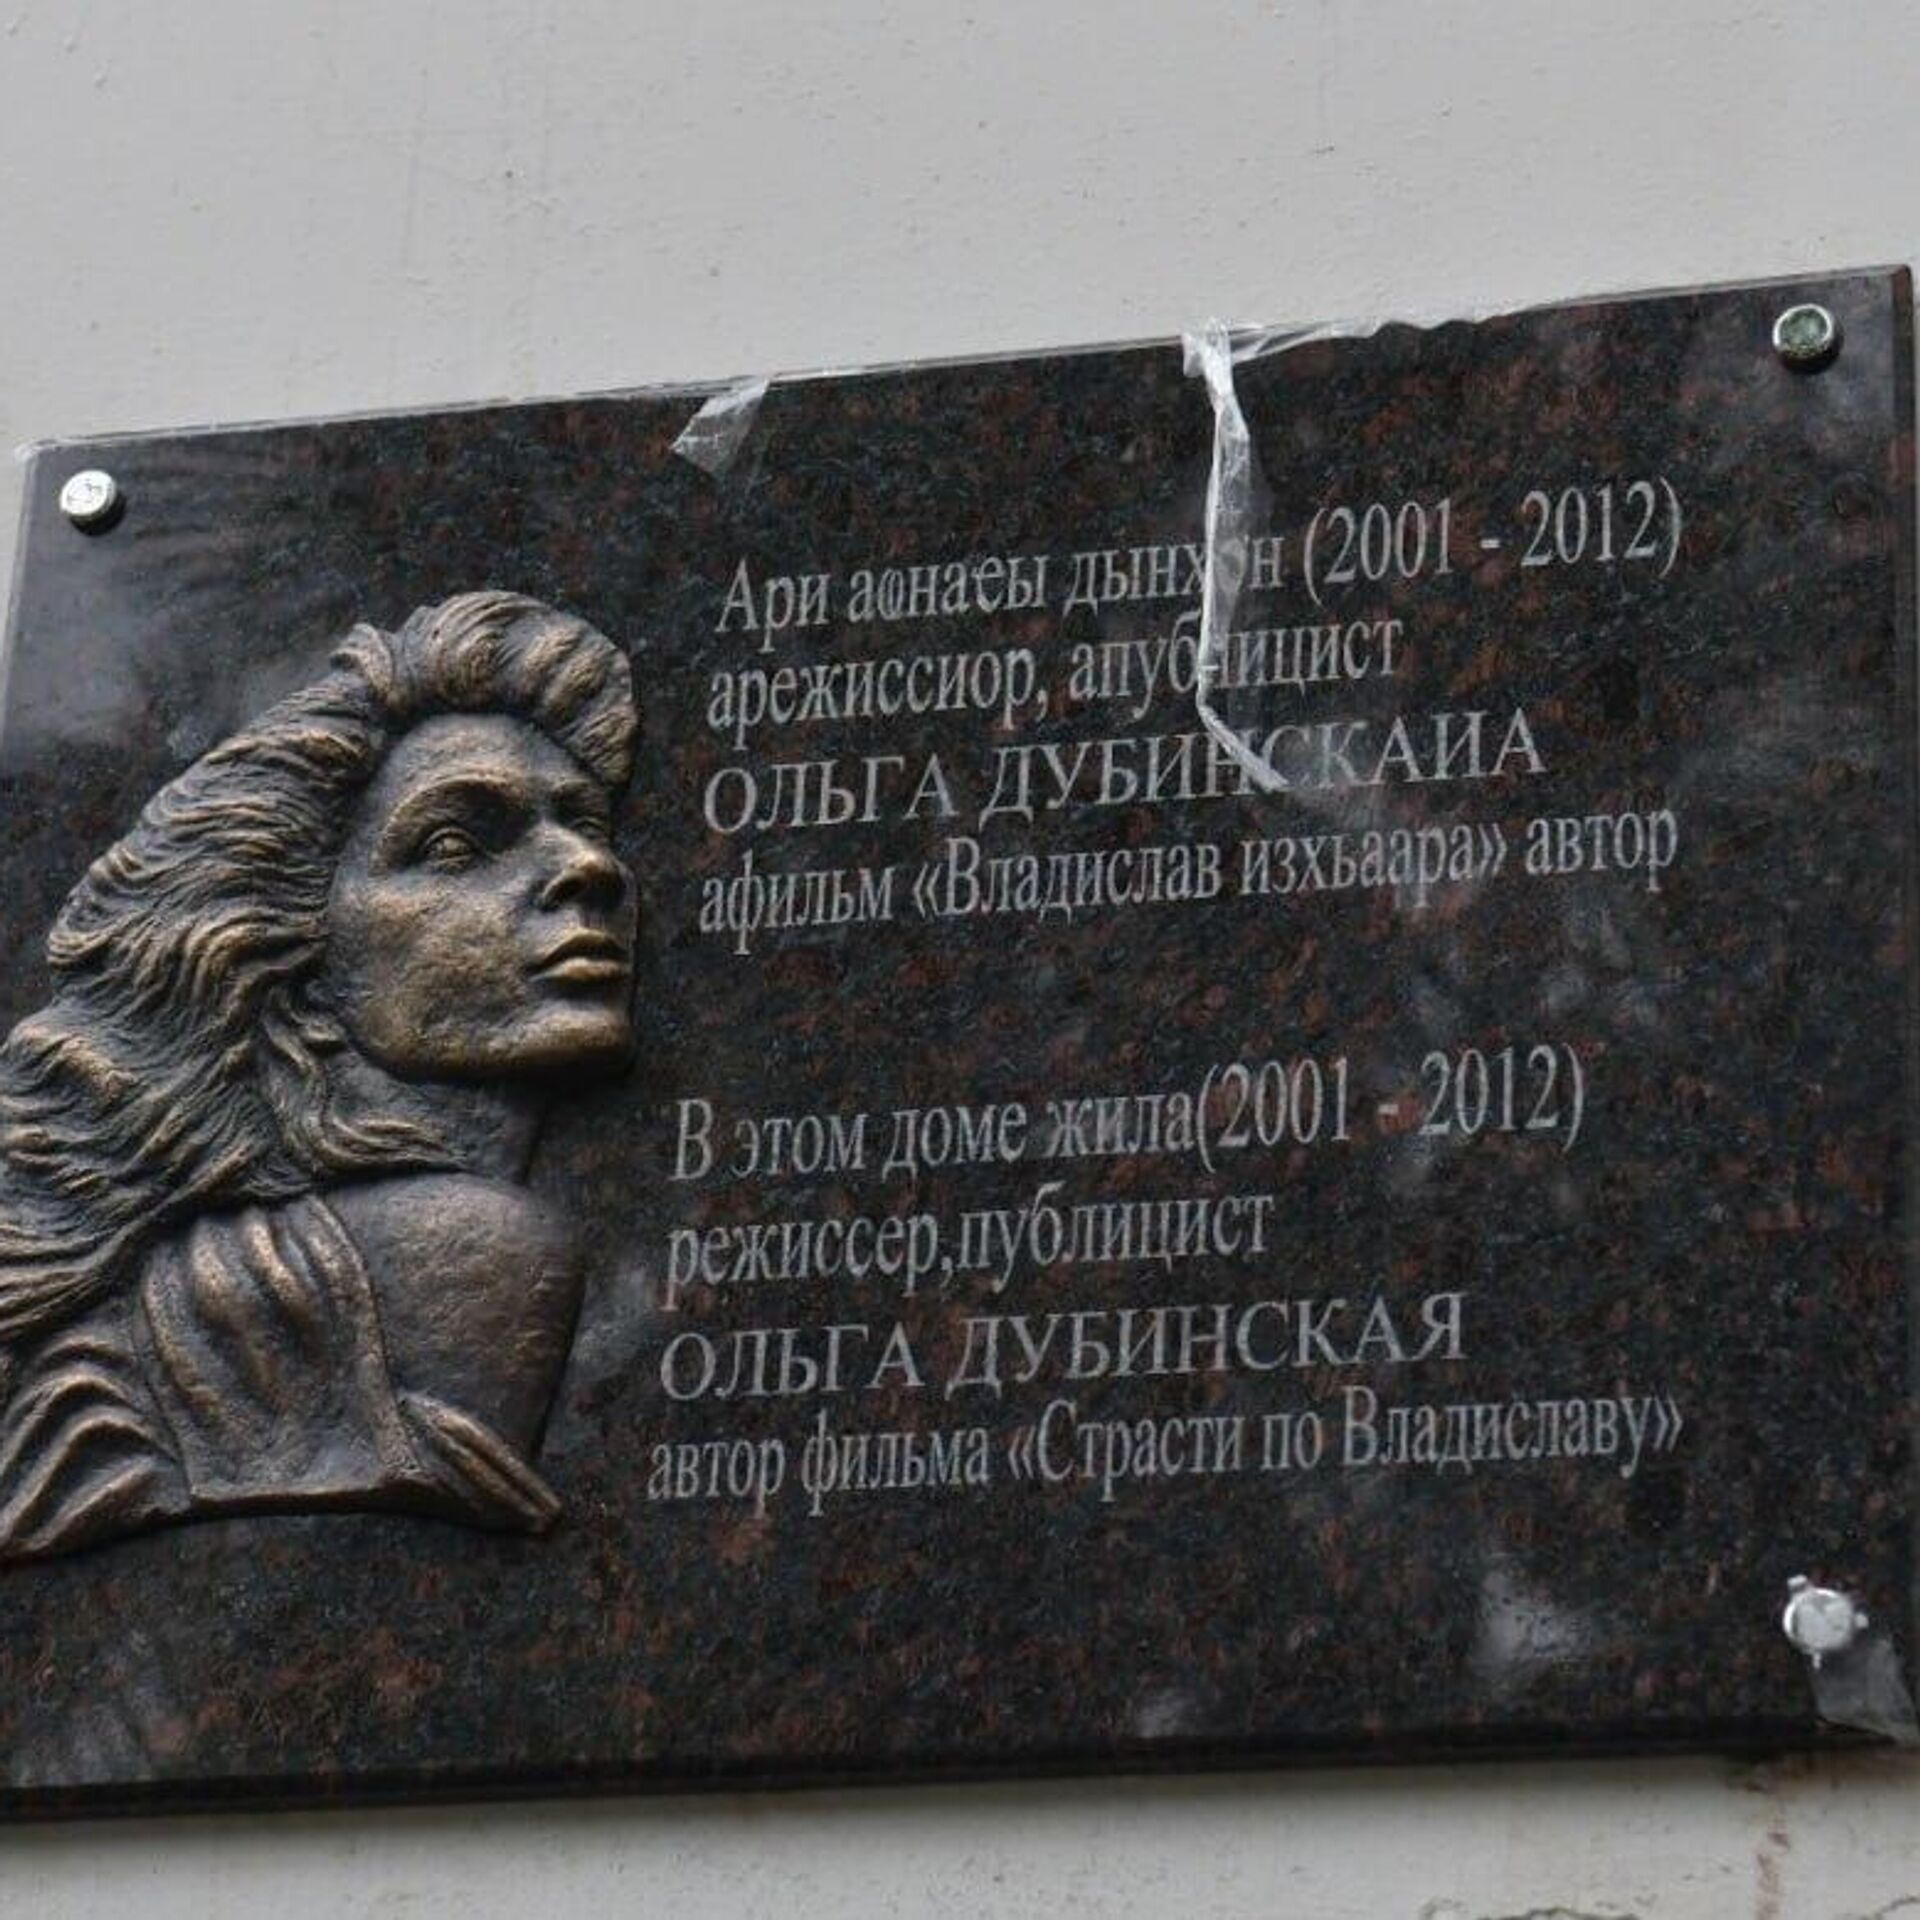 Ари аҩнаҿы дынхон (2001 - 2012)
арежиссиор, апублицист
ОЛЬГА ДУБИНСКАИА
афильм «Владислав изхьаара» автор
В этом доме жила(2001 - 2012)
режиссер,публицист
ОЛЬГА ДУБИНСКАЯ
автор фильма «Страсти по Владиславу»